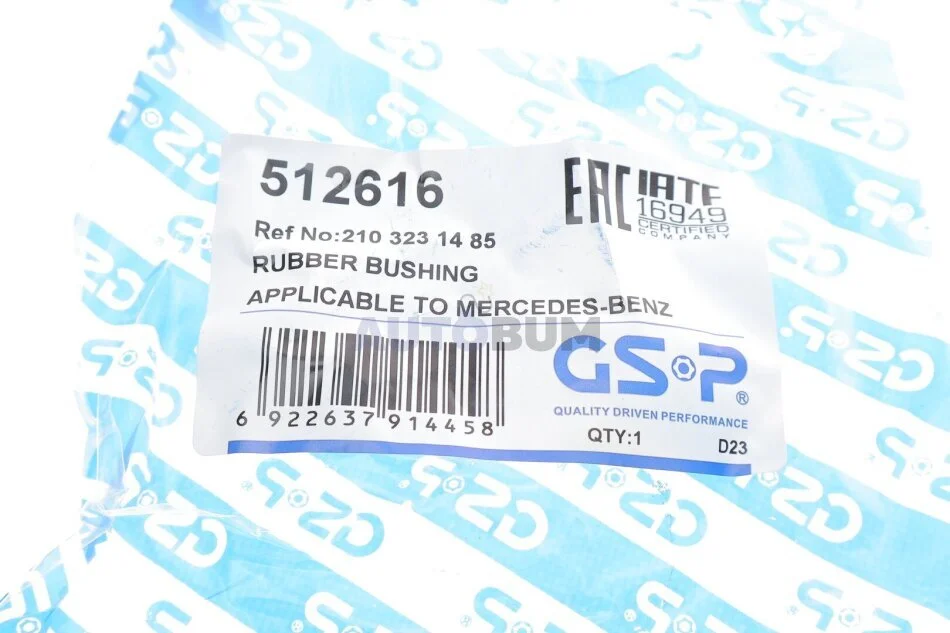 512616
EAC
IATF
16949
CERTIFIED
COMPANY
Ref No:210 323 14 85
RUBBER BUSHING
APPLICABLE TO MERCEDES-BENZ
AUTOBUM
GS·P®
QUALITY DRIVEN PERFORMANCE
6 922637 914458
QTY:1
D23